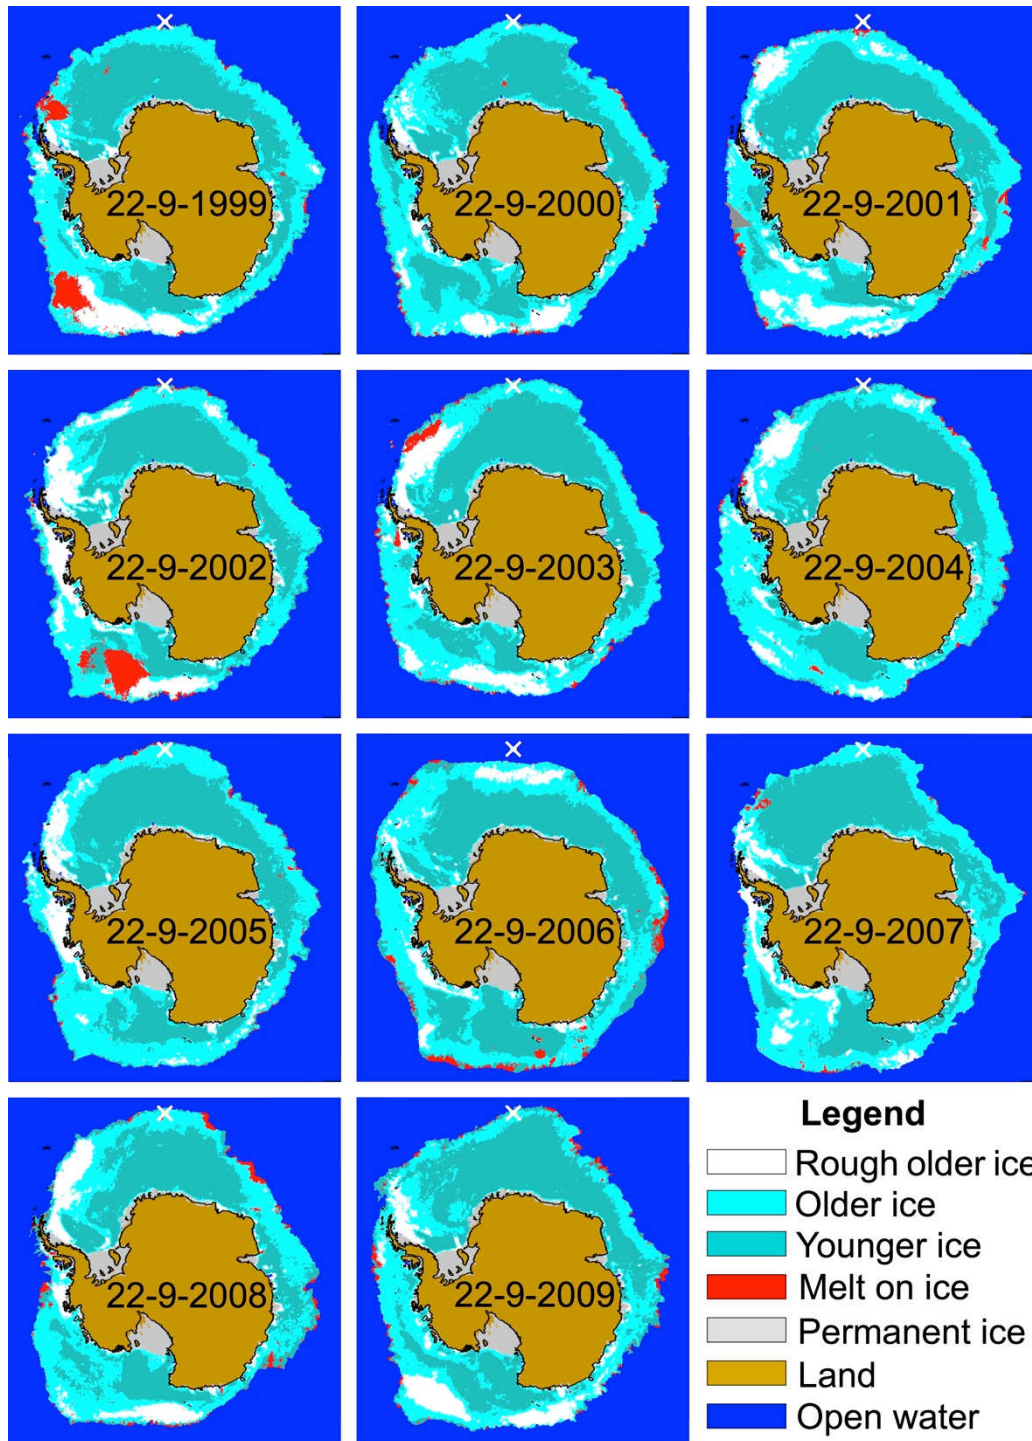 22-9-1999
22-9-2000
22-9-2001
22-9-2002
22-9-2003
22-9-2004
22-9-2005
22-9-2006
22-9-2007
22-9-2008
22-9-2009
Legend
Rough older ice
Older ice
Younger ice
Melt on ice
Permanent ice
Land
Open water